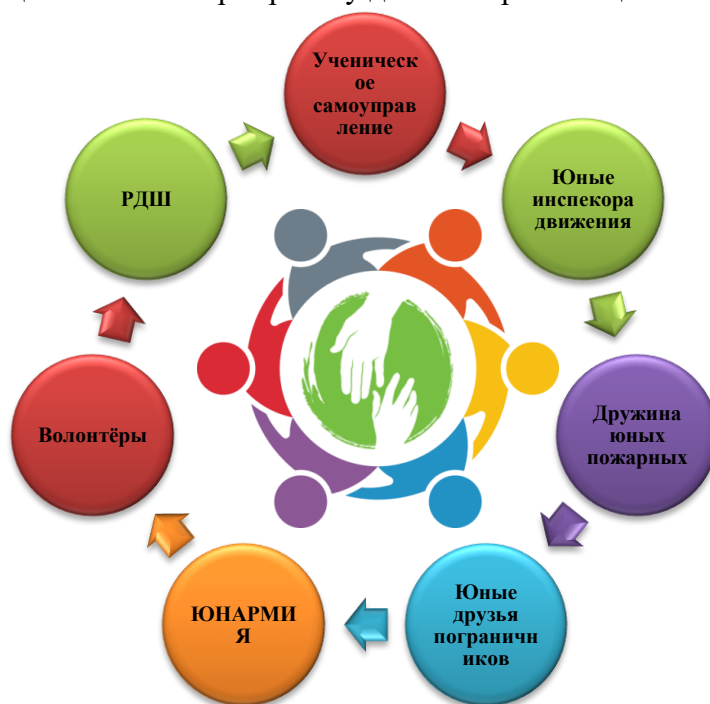 Ученическ
ое
самоуправ
ление
Юные
инспекора
движения
Дружина
юных
пожарных
Юные
друзья
пограничн
иков
ЮНАРМИ
Я
Волонтёры
РДШ